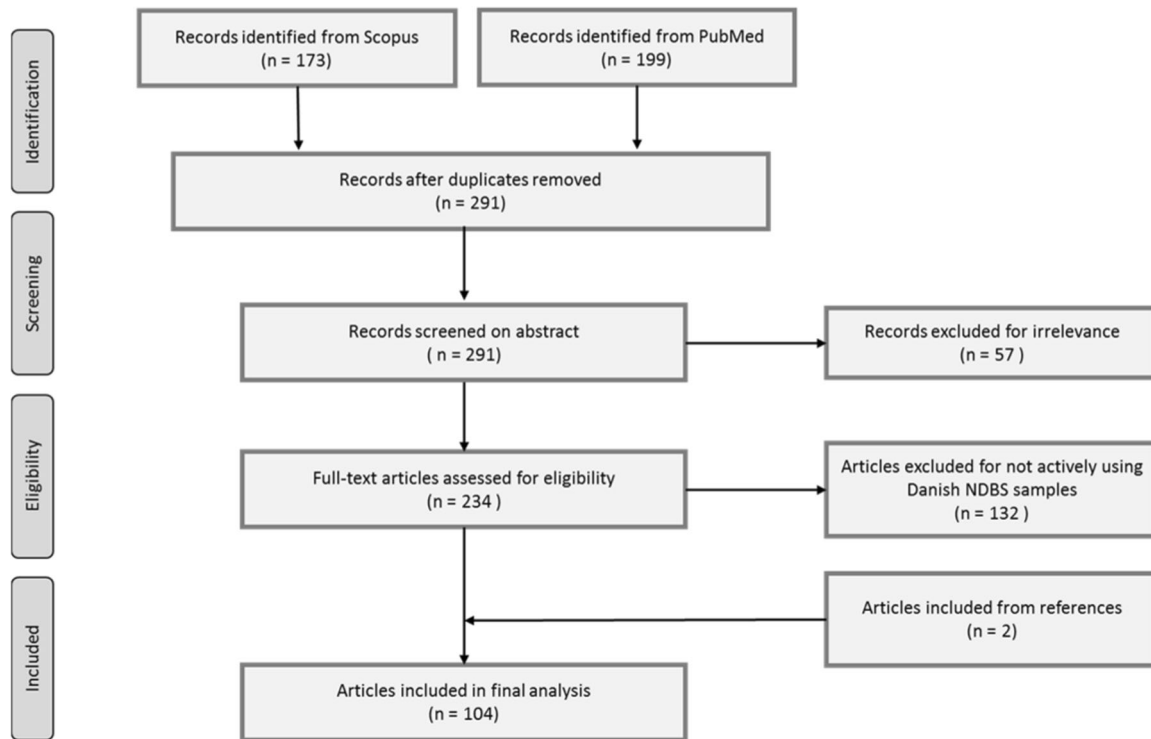 Identification
Records identified from Scopus
(n = 173)
Records identified from PubMed
(n = 199)
Records after duplicates removed
(n = 291)
Screening
Records screened on abstract
( n = 291)
Records excluded for irrelevance
(n = 57 )
Eligibility
Full-text articles assessed for eligibility
(n = 234 )
Articles excluded for not actively using
Danish NDBS samples
(n = 132 )
Included
Articles included from references
(n = 2)
Articles included in final analysis
(n = 104)